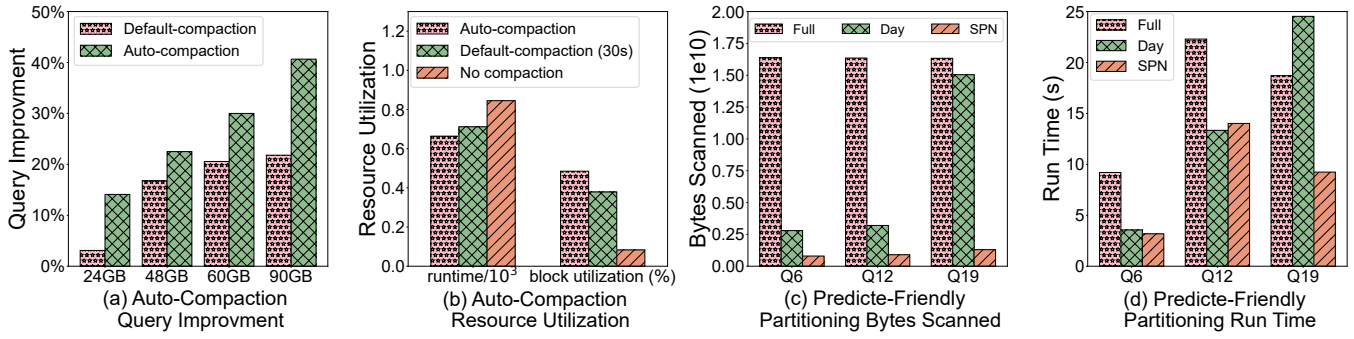 Query Improvment
50%
40%
30%
20%
10%
0%
Default-compaction
Auto-compaction
24GB 48GB 60GB 90GB
(a) Auto-Compaction
Query Improvment
Resource Utilization
1.2
1.0
0.8
0.6
0.4
0.2
0.0
Auto-compaction
Default-compaction (30s)
No compaction
runtime/10³ block utilization (%)
(b) Auto-Compaction
Resource Utilization
Bytes Scanned (1e10)
2.00
1.75
1.50
1.25
1.00
0.75
0.50
0.25
0.00
Full Day SPN
Q6 Q12 Q19
(c) Predicte-Friendly
Partitioning Bytes Scanned
Run Time (s)
25
20
15
10
5
0
Full
Day
SPN
Q6 Q12 Q19
(d) Predicte-Friendly
Partitioning Run Time